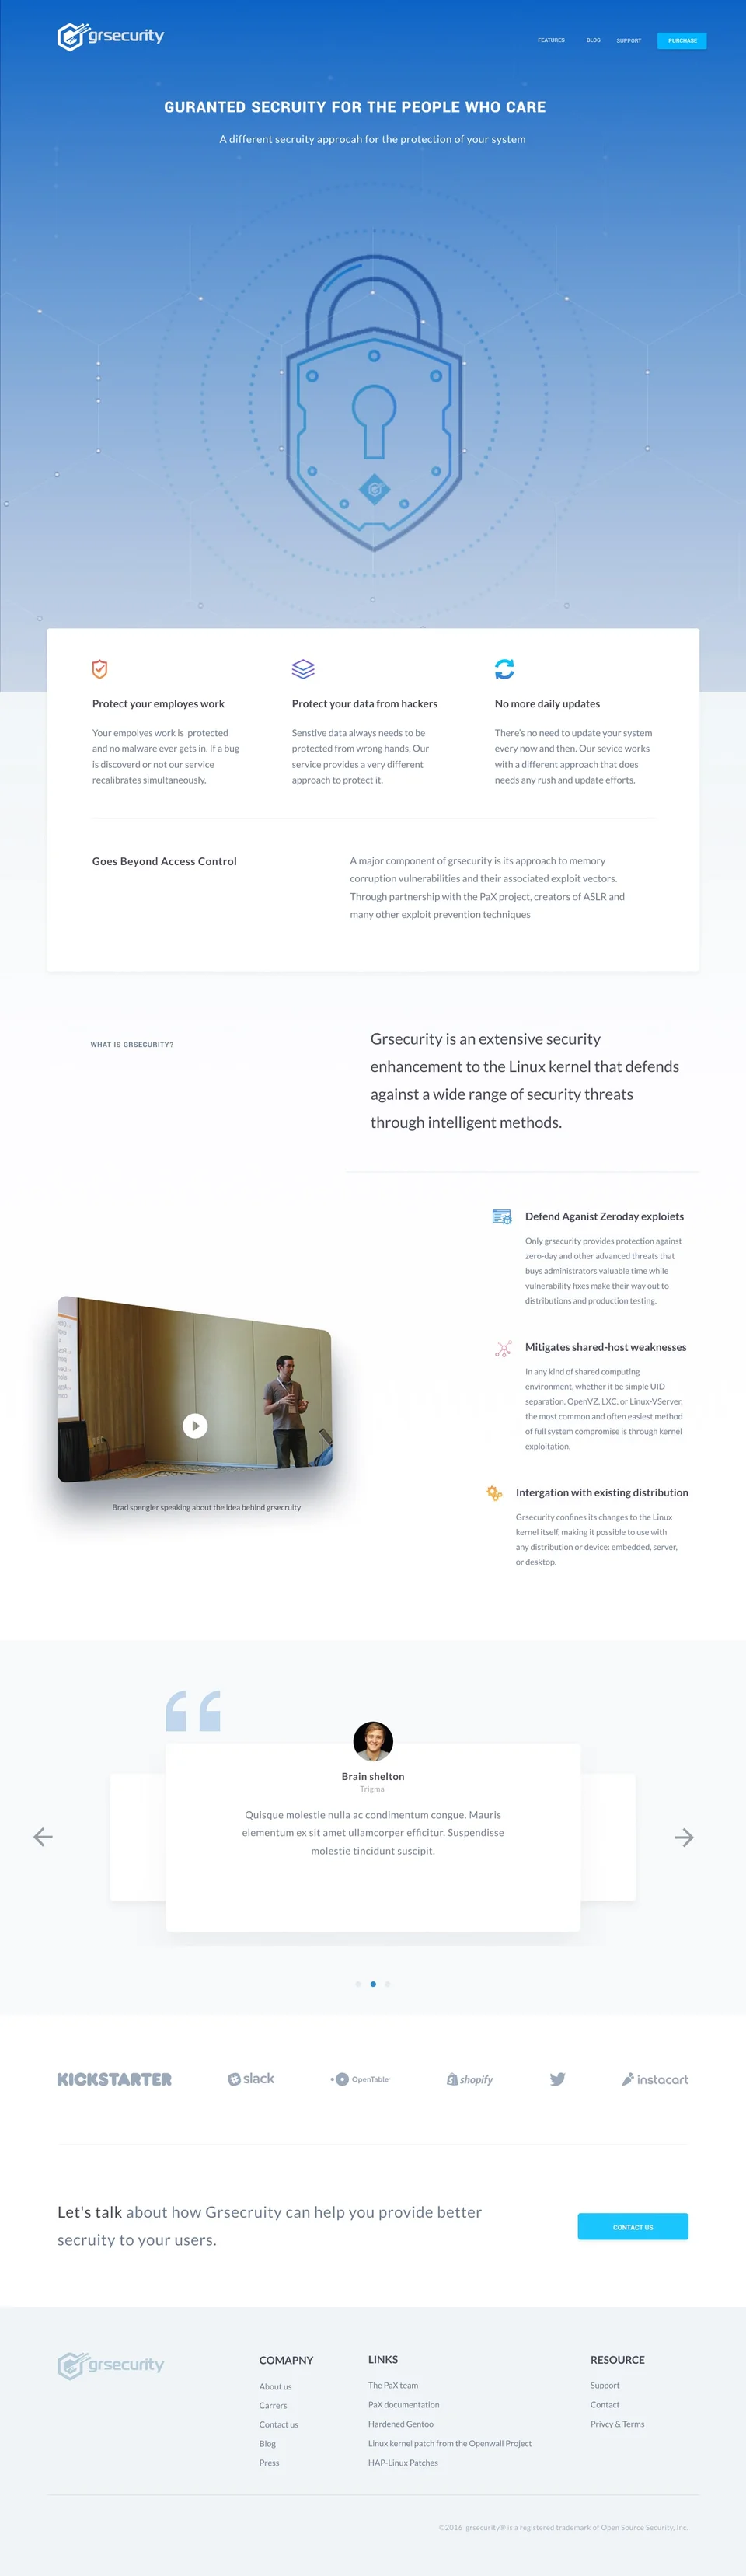 grsecurity
FEATURES
BLOG
SUPPORT
PURCHASE
GURANTED SECRUITY FOR THE PEOPLE WHO CARE
A different secruity approcah for the protection of your system
Protect your employes work
Your empolyes work is protected
and no malware ever gets in. If a bug
is discoverd or not our service
recalibrates simultaneously.
Protect your data from hackers
Senstive data always needs to be
protected from wrong hands, Our
service provides a very different
approach to protect it.
No more daily updates
There's no need to update your system
every now and then. Our sevice works
with a different approach that does
needs any rush and update efforts.
Goes Beyond Access Control
A major component of grsecurity is its approach to memory
corruption vulnerabilities and their associated exploit vectors.
Through partnership with the PaX project, creators of ASLR and
many other exploit prevention techniques
WHAT IS GRSECURITY?
Grsecurity is an extensive security
enhancement to the Linux kernel that defends
against a wide range of security threats
through intelligent methods.
Defend Aganist Zeroday exploiets
Only grsecurity provides protection against
zero-day and other advanced threats that
buys administrators valuable time while
vulnerability fixes make their way out to
distributions and production testing.
Mitigates shared-host weaknesses
In any kind of shared computing
environment, whether it be simple UID
separation, OpenVZ, LXC, or Linux-VServer,
the most common and often easiest method
of full system compromise is through kernel
exploitation.
Intergation with existing distribution
Grsecurity confines its changes to the Linux
kernel itself, making it possible to use with
any distribution or device: embedded, server,
or desktop.
Brad spengler speaking about the idea behind grsecruity
Brain shelton
Trigma
Quisque molestie nulla ac condimentum congue. Mauris
elementum ex sit amet ullamcorper efficitur. Suspendisse
molestie tincidunt suscipit.
KICKSTARTER
slack
OpenTable
shopify
instacart
Let's talk about how Grsecruity can help you provide better
secruity to your users.
CONTACT US
grsecurity
COMAPNY
About us
Carrers
Contact us
Blog
Press
LINKS
The PaX team
PaX documentation
Hardened Gentoo
Linux kernel patch from the Openwall Project
HAP-Linux Patches
RESOURCE
Support
Contact
Privcy & Terms
©2016 grsecurity® is a registered trademark of Open Source Security, Inc.